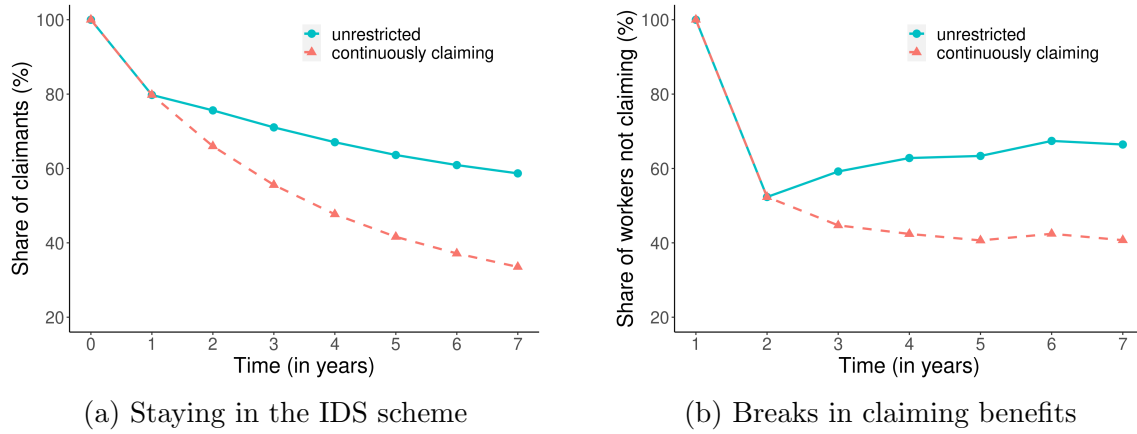 Share of claimants (%)
100
80
60
40
20
unrestricted
continuously claiming
0 1 2 3 4 5 6 7
Time (in years)
(a) Staying in the IDS scheme
Share of workers not claiming (%)
100
80
60
40
20
unrestricted
continuously claiming
1 2 3 4 5 6 7
Time (in years)
(b) Breaks in claiming benefits